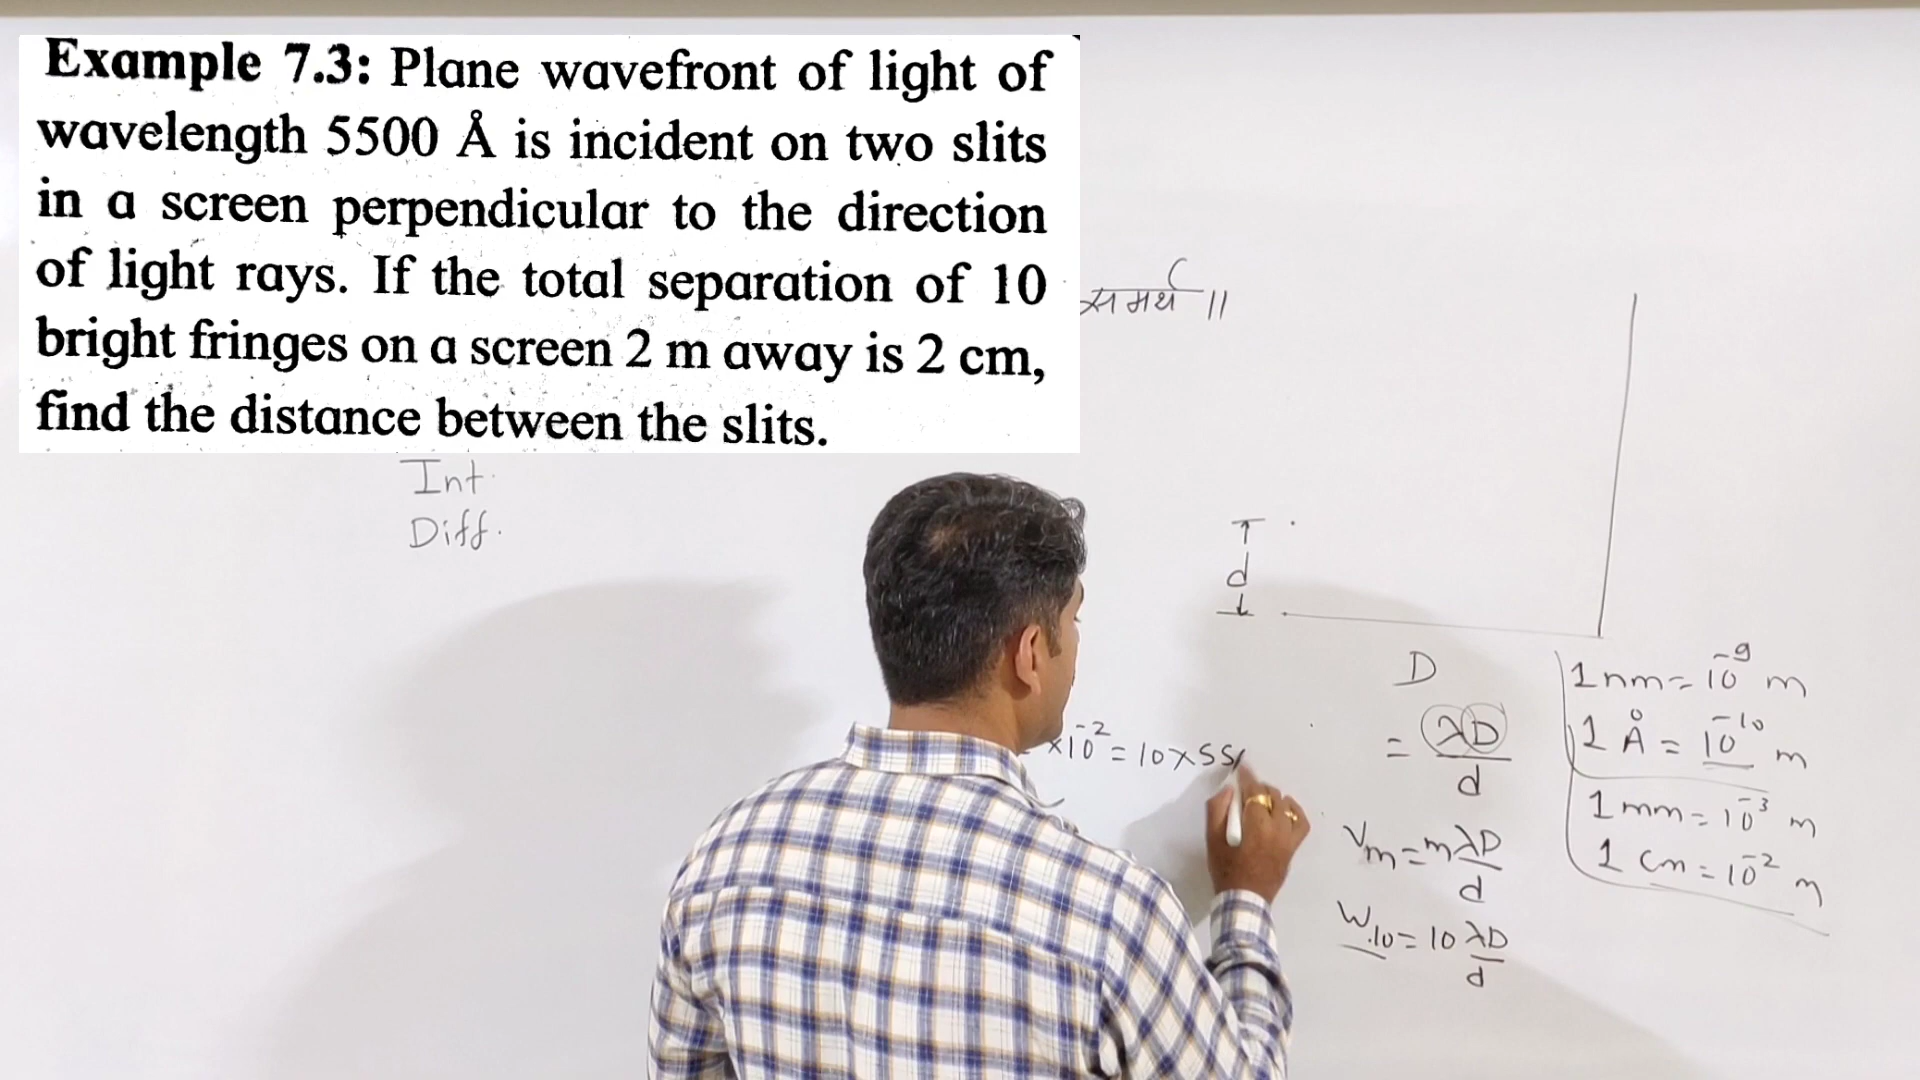 Example 7.3: Plane wavefront of light of
wavelength 5500 Å is incident on two slits
in a screen perpendicular to the direction
of light rays. If the total separation of 10
bright fringes on a screen 2 m away is 2 cm,
find the distance between the slits.
समर्थ ||
Int.
Diff.
d
D
= λD/d
×10⁻² = 10×55
Wm = mλD/d
W10 = 10 λD/d
1 nm = 10⁻⁹ m
1 Å = 10⁻¹⁰ m
1 mm = 10⁻³ m
1 cm = 10⁻² m